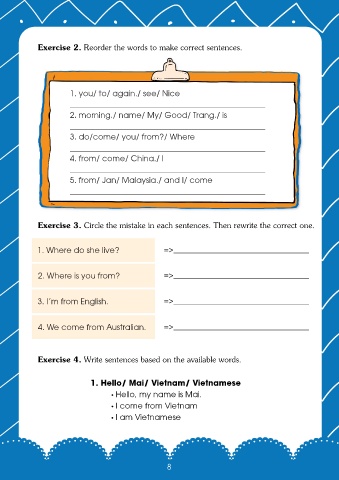 Exercise 2. Reorder the words to make correct sentences.
1. you/ to/ again./ see/ Nice
2. morning./ name/ My/ Good/ Trang./ is
3. do/come/ you/ from?/ Where
4. from/ come/ China./ I
5. from/ Jan/ Malaysia./ and I/ come
Exercise 3. Circle the mistake in each sentences. Then rewrite the correct one.
1. Where do she live? =>
2. Where is you from? =>
3. I'm from English. =>
4. We come from Australian. =>
Exercise 4. Write sentences based on the available words.
1. Hello/ Mai/ Vietnam/ Vietnamese
• Hello, my name is Mai.
• I come from Vietnam
• I am Vietnamese
8